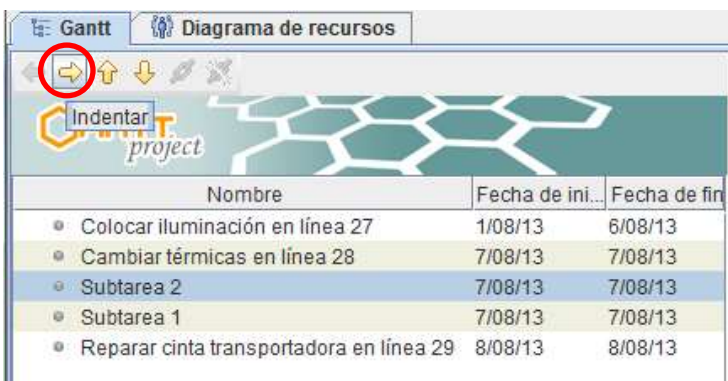 Gantt Diagrama de recursos
Indentar
project
Nombre Fecha de ini... Fecha de fin
Colocar iluminación en línea 27 1/08/13 6/08/13
Cambiar térmicas en línea 28 7/08/13 7/08/13
Subtarea 2 7/08/13 7/08/13
Subtarea 1 7/08/13 7/08/13
Reparar cinta transportadora en línea 29 8/08/13 8/08/13